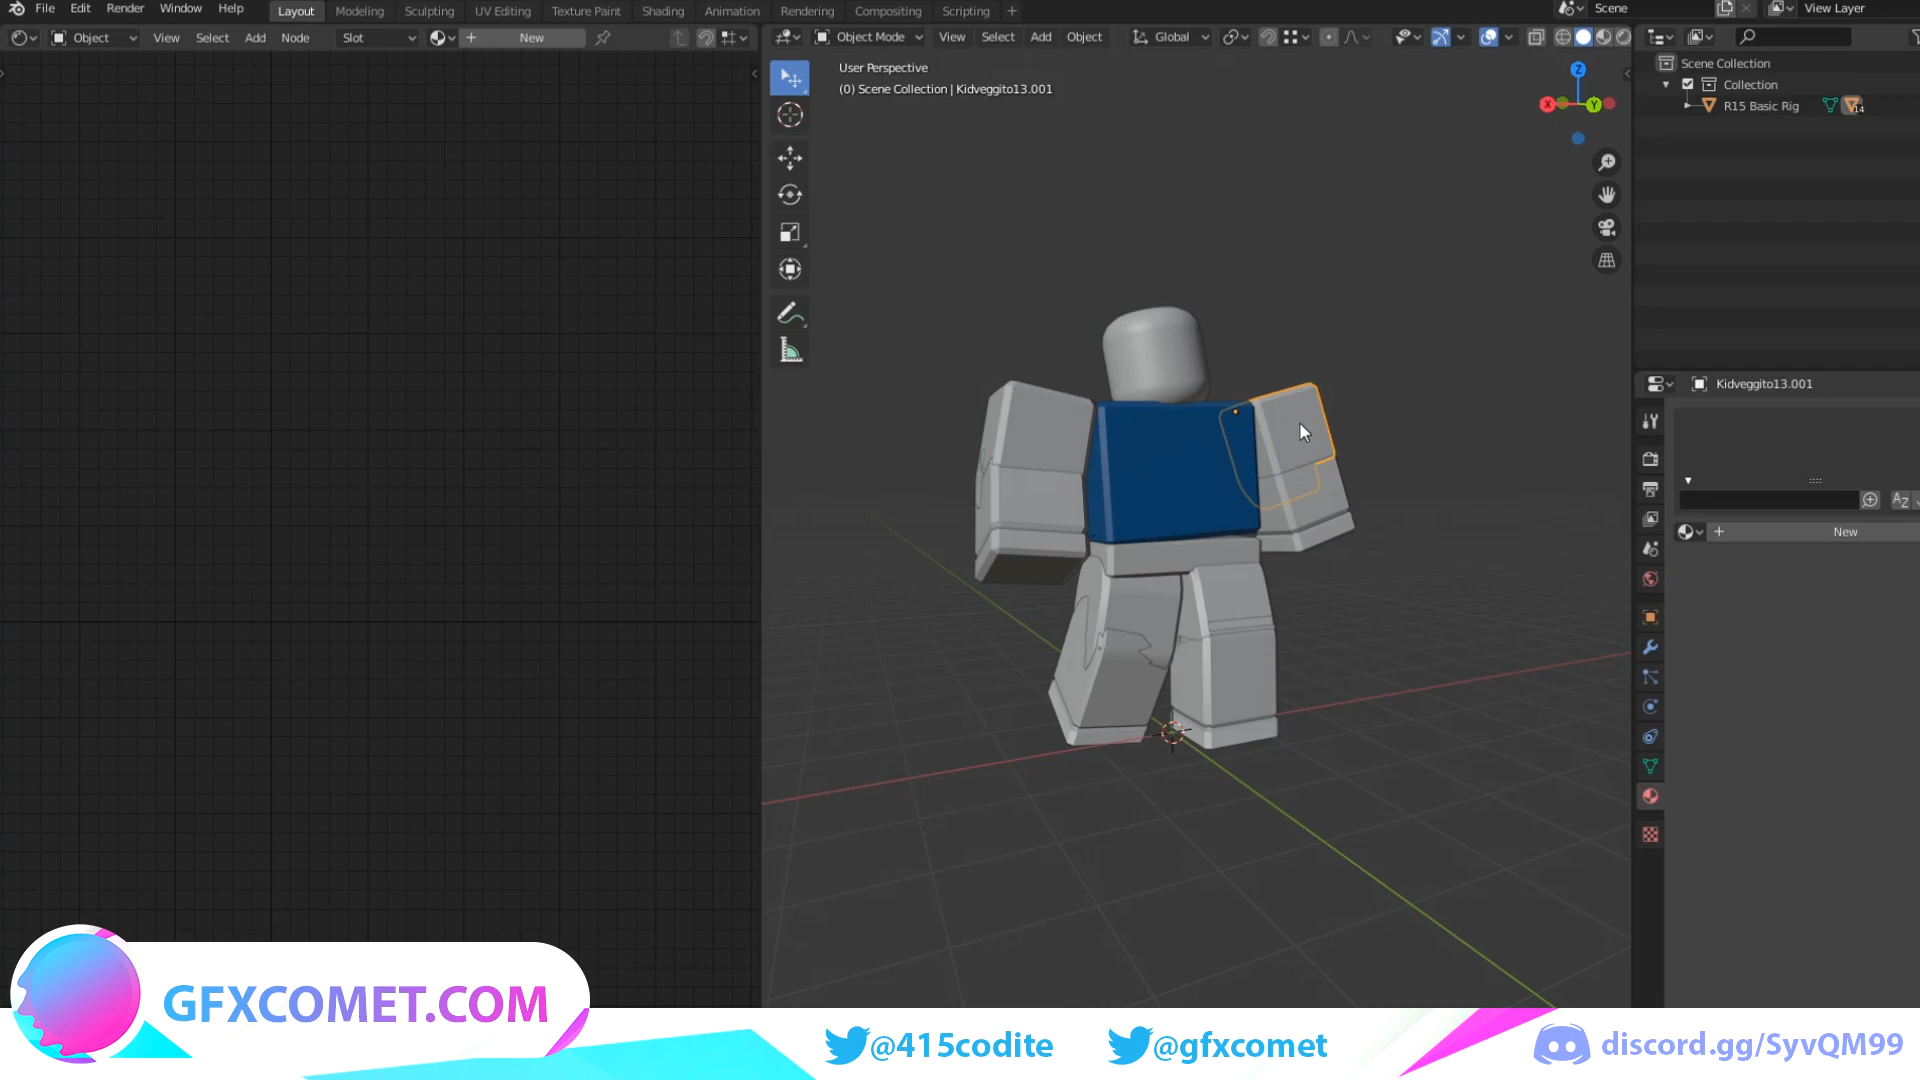 File Edit Render Window Help Layout Modeling Sculpting UV Editing Texture Paint Shading Animation Rendering Compositing Scripting + Scene View Layer
Object View Select Add Node Slot New Object Mode View Select Add Object Global
User Perspective
(0) Scene Collection | Kidveggito13.001
Z
X
Y
Scene Collection
Collection
R15 Basic Rig 14
Kidveggito13.001
AZ
New
GFXCOMET.COM
@415codite @gfxcomet discord.gg/SyvQM99